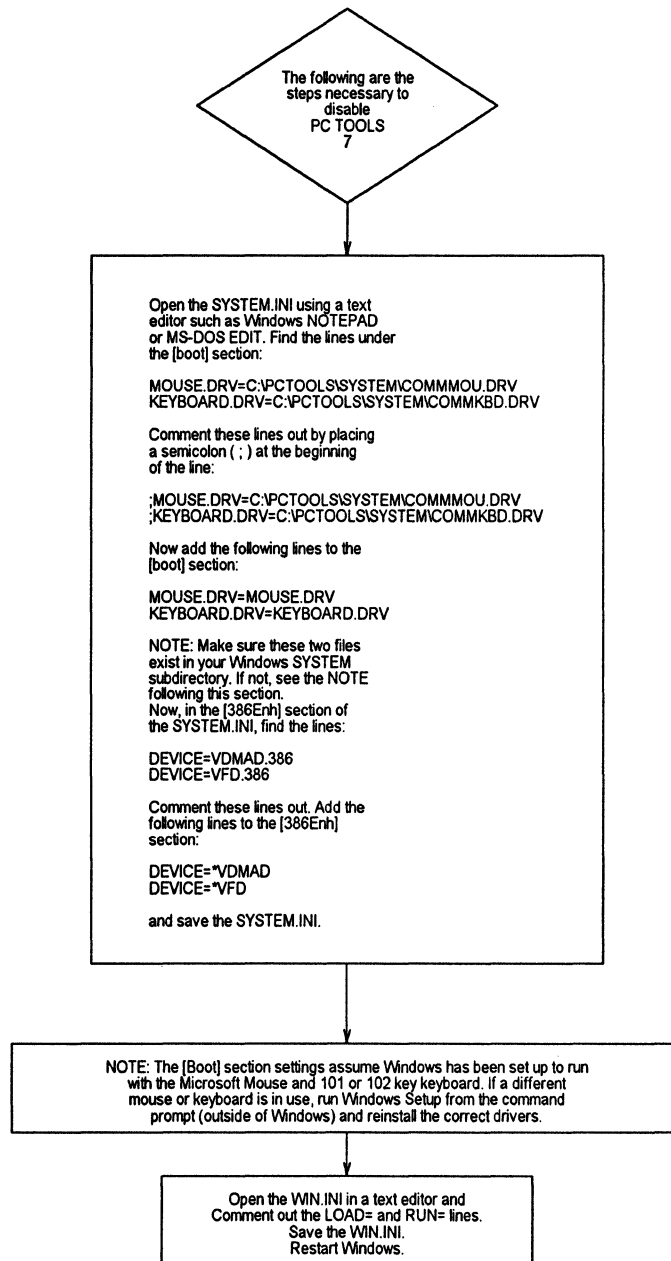 The following are the
steps necessary to
disable
PC TOOLS
7
Open the SYSTEM.INI using a text
editor such as Windows NOTEPAD
or MS-DOS EDIT. Find the lines under
the [boot] section:
MOUSE.DRV=C:\PCTOOLS\SYSTEM\COMMMOU.DRV
KEYBOARD.DRV=C:\PCTOOLS\SYSTEM\COMMKBD.DRV
Comment these lines out by placing
a semicolon ( ; ) at the beginning
of the line:
;MOUSE.DRV=C:\PCTOOLS\SYSTEM\COMMMOU.DRV
;KEYBOARD.DRV=C:\PCTOOLS\SYSTEM\COMMKBD.DRV
Now add the following lines to the
[boot] section:
MOUSE.DRV=MOUSE.DRV
KEYBOARD.DRV=KEYBOARD.DRV
NOTE: Make sure these two files
exist in your Windows SYSTEM
subdirectory. If not, see the NOTE
following this section.
Now, in the [386Enh] section of
the SYSTEM.INI, find the lines:
DEVICE=VDMAD.386
DEVICE=VFD.386
Comment these lines out. Add the
following lines to the [386Enh]
section:
DEVICE=*VDMAD
DEVICE=*VFD
and save the SYSTEM.INI.
NOTE: The [Boot] section settings assume Windows has been set up to run
with the Microsoft Mouse and 101 or 102 key keyboard. If a different
mouse or keyboard is in use, run Windows Setup from the command
prompt (outside of Windows) and reinstall the correct drivers.
Open the WIN.INI in a text editor and
Comment out the LOAD= and RUN= lines.
Save the WIN.INI.
Restart Windows.